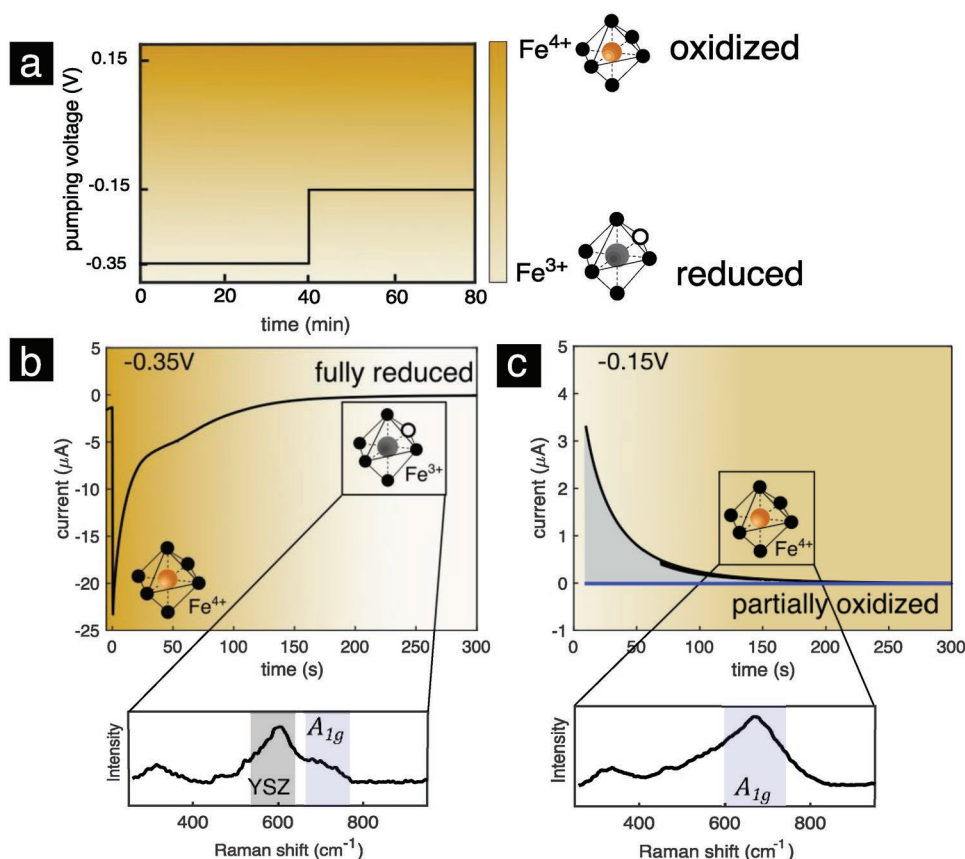 a
pumping voltage (V)
0.15
-0.15
-0.35
0 20 40 60 80
time (min)
Fe4+ oxidized
Fe3+ reduced
b
-0.35V
fully reduced
current (μA)
5
0
-5
-10
-15
-20
-25
Fe3+
Fe4+
0 50 100 150 200 250 300
time (s)
c
-0.15V
current (μA)
5
4
3
2
1
0
-1
Fe4+
partially oxidized
0 50 100 150 200 250 300
time (s)
Intensity
YSZ
A1g
400 600 800
Raman shift (cm-1)
Intensity
A1g
400 600 800
Raman shift (cm-1)